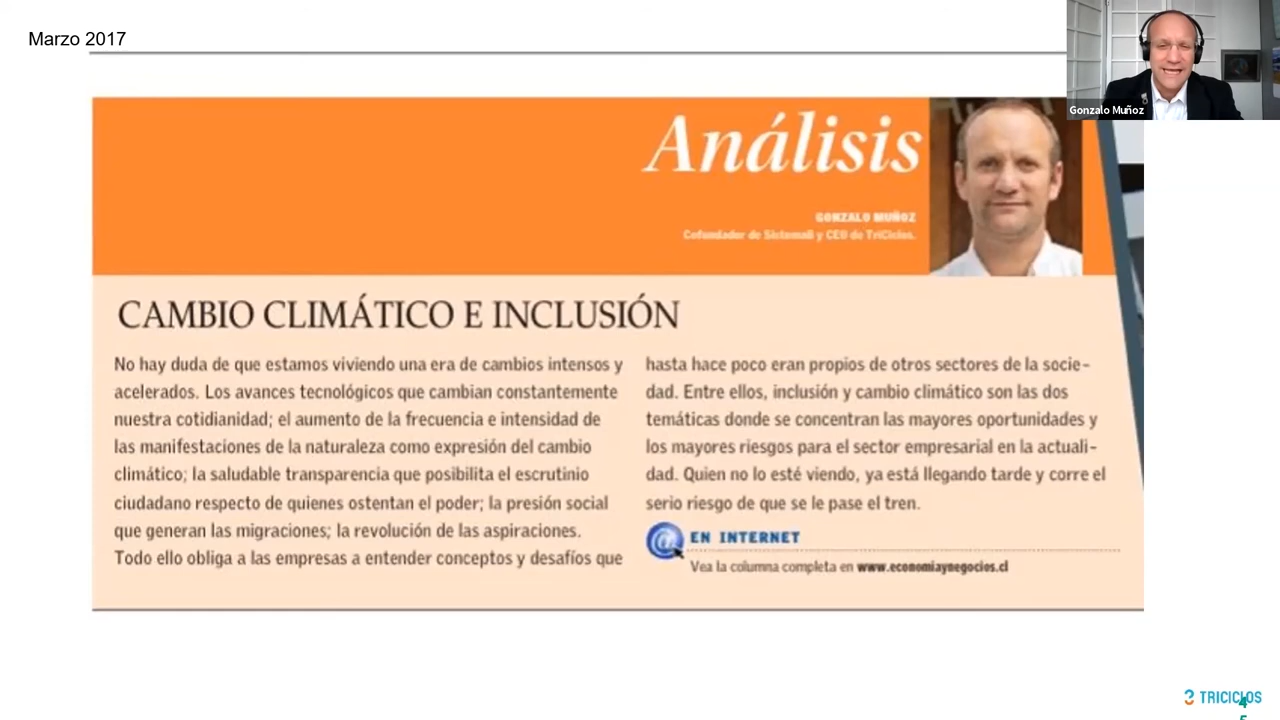 Marzo 2017
Gonzalo Muñoz
Análisis
GONZALO MUÑOZ
Cofundador de SistemaB y CEO de TriCiclos.
CAMBIO CLIMÁTICO E INCLUSIÓN
No hay duda de que estamos viviendo una era de cambios intensos y
acelerados. Los avances tecnológicos que cambian constantemente
nuestra cotidianidad; el aumento de la frecuencia e intensidad de
las manifestaciones de la naturaleza como expresión del cambio
climático; la saludable transparencia que posibilita el escrutinio
ciudadano respecto de quienes ostentan el poder; la presión social
que generan las migraciones; la revolución de las aspiraciones.
Todo ello obliga a las empresas a entender conceptos y desafíos que
hasta hace poco eran propios de otros sectores de la socie-
dad. Entre ellos, inclusión y cambio climático son las dos
temáticas donde se concentran las mayores oportunidades y
los mayores riesgos para el sector empresarial en la actuali-
dad. Quien no lo esté viendo, ya está llegando tarde y corre el
serio riesgo de que se le pase el tren.
@ EN INTERNET
Vea la columna completa en www.economiaynegocios.cl
TRICICLOS